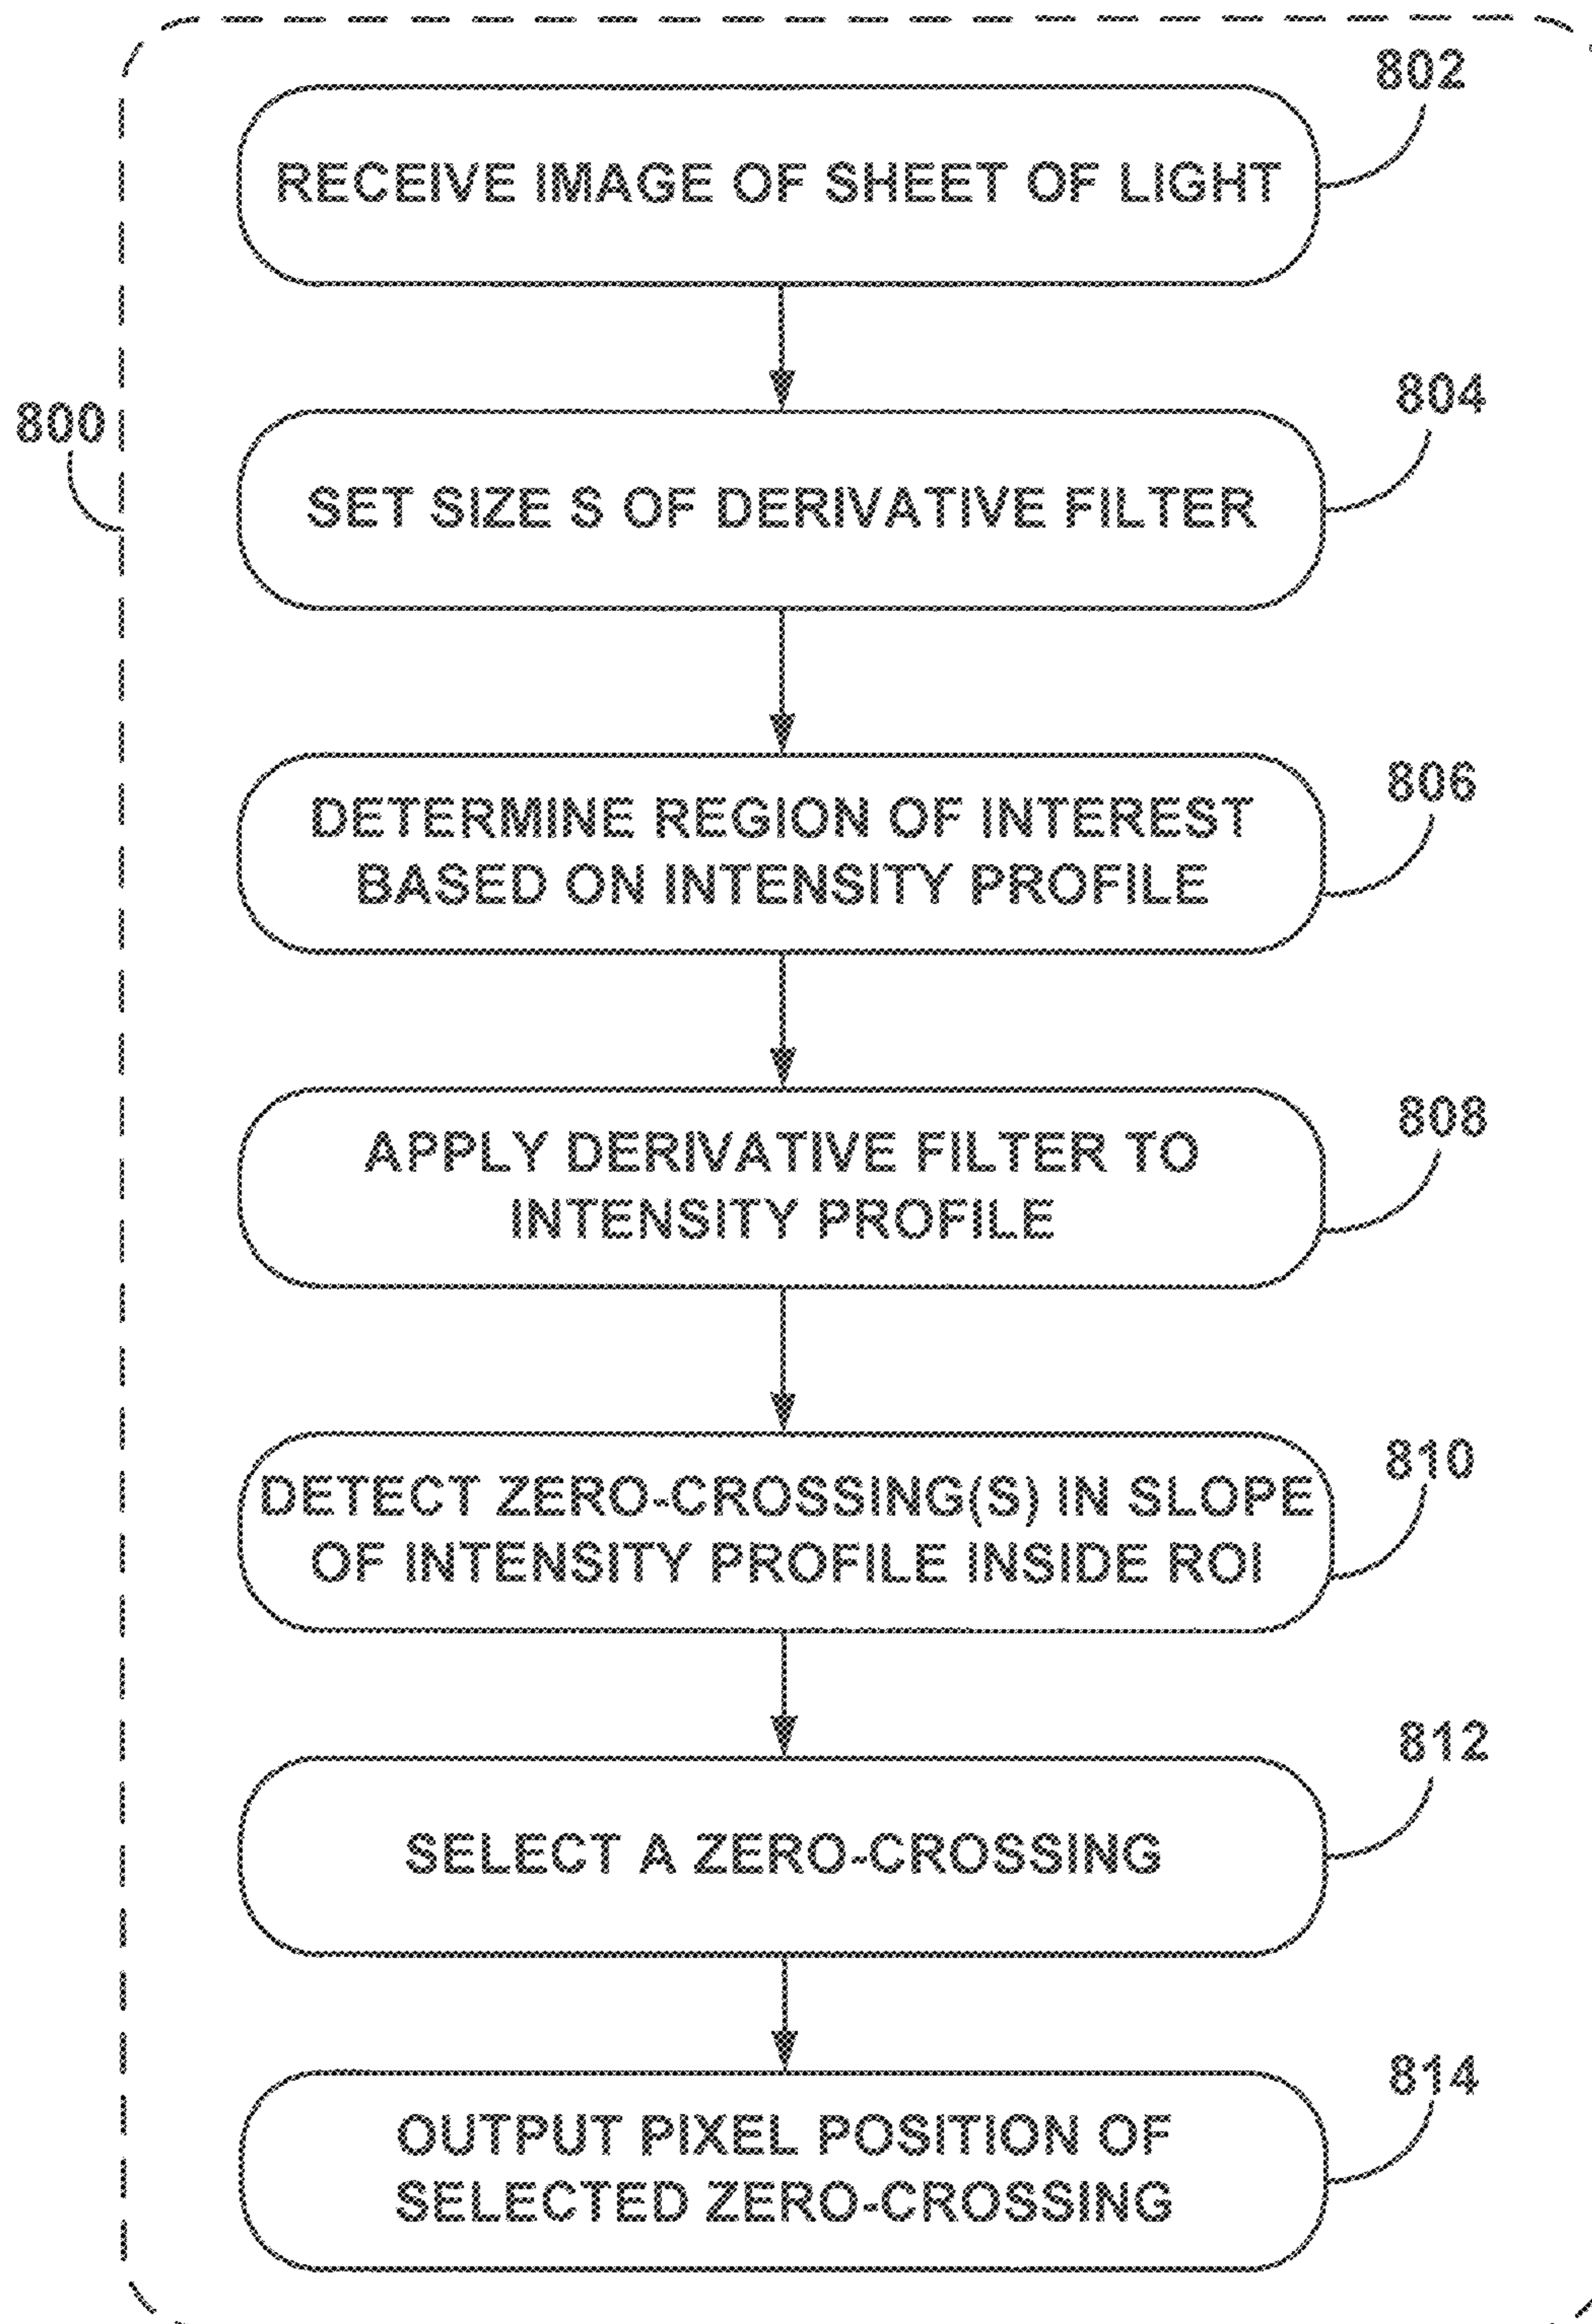 802
RECEIVE IMAGE OF SHEET OF LIGHT
804
800
SET SIZE S OF DERIVATIVE FILTER
806
DETERMINE REGION OF INTEREST
BASED ON INTENSITY PROFILE
808
APPLY DERIVATIVE FILTER TO
INTENSITY PROFILE
810
DETECT ZERO-CROSSING(S) IN SLOPE
OF INTENSITY PROFILE INSIDE ROI
812
SELECT A ZERO-CROSSING
814
OUTPUT PIXEL POSITION OF
SELECTED ZERO-CROSSING